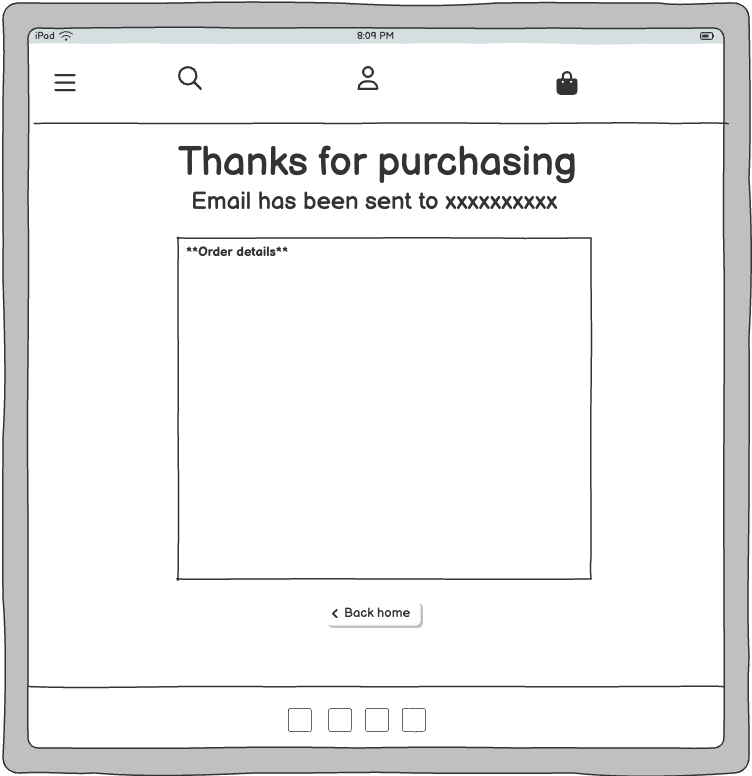 iPad
8:09 PM
Thanks for purchasing
Email has been sent to xxxxxxxxxx
**Order details**
Back home